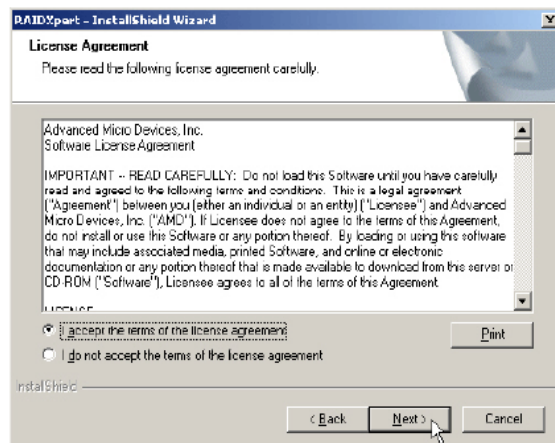 RAIDXpert - InstallShield Wizard
License Agreement
Please read the following license agreement carefully.
Advanced Micro Devices, Inc.
Software License Agreement
IMPORTANT -- READ CAREFULLY: Do not load this Software until you have carefully
read and agreed to the following terms and conditions. This is a legal agreement
("Agreement") between you (either an individual or an entity) ("Licensee") and Advanced
Micro Devices, Inc. ("AMD"). If Licensee does not agree to the terms of this Agreement,
do not install or use this Software or any portion thereof. By loading or using this software
that may include associated media, printed Software, and online or electronic
documentation or any portion thereof that is made available to download from this server or
CD-ROM ("Software"), Licensee agrees to all of the terms of this Agreement
LICENSE
I accept the terms of the license agreement
Print
I do not accept the terms of the license agreement
InstallShield
< Back
Next >
Cancel